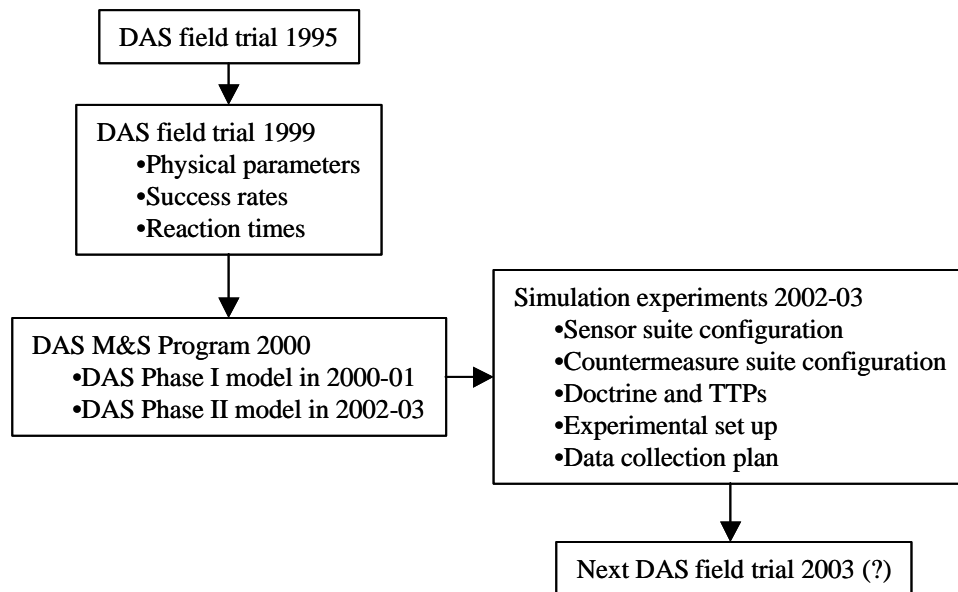 DAS field trial 1995
DAS field trial 1999
•Physical parameters
•Success rates
•Reaction times
DAS M&S Program 2000
•DAS Phase I model in 2000-01
•DAS Phase II model in 2002-03
Simulation experiments 2002-03
•Sensor suite configuration
•Countermeasure suite configuration
•Doctrine and TTPs
•Experimental set up
•Data collection plan
Next DAS field trial 2003 (?)